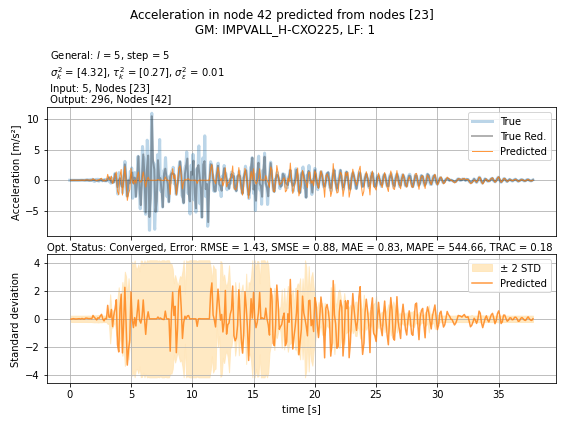 Acceleration in node 42 predicted from nodes [23]
GM: IMPVALL_H-CXO225, LF: 1
General: l = 5, step = 5
σ²ₖ = [4.32], τ²ₖ = [0.27], σ²ε = 0.01
Input: 5, Nodes [23]
Output: 296, Nodes [42]
Acceleration [m/s²]
10
5
0
−5
True
True Red.
Predicted
Opt. Status: Converged, Error: RMSE = 1.43, SMSE = 0.88, MAE = 0.83, MAPE = 544.66, TRAC = 0.18
Standard deviation
4
2
0
−2
−4
± 2 STD
Predicted
0 5 10 15 20 25 30 35
time [s]